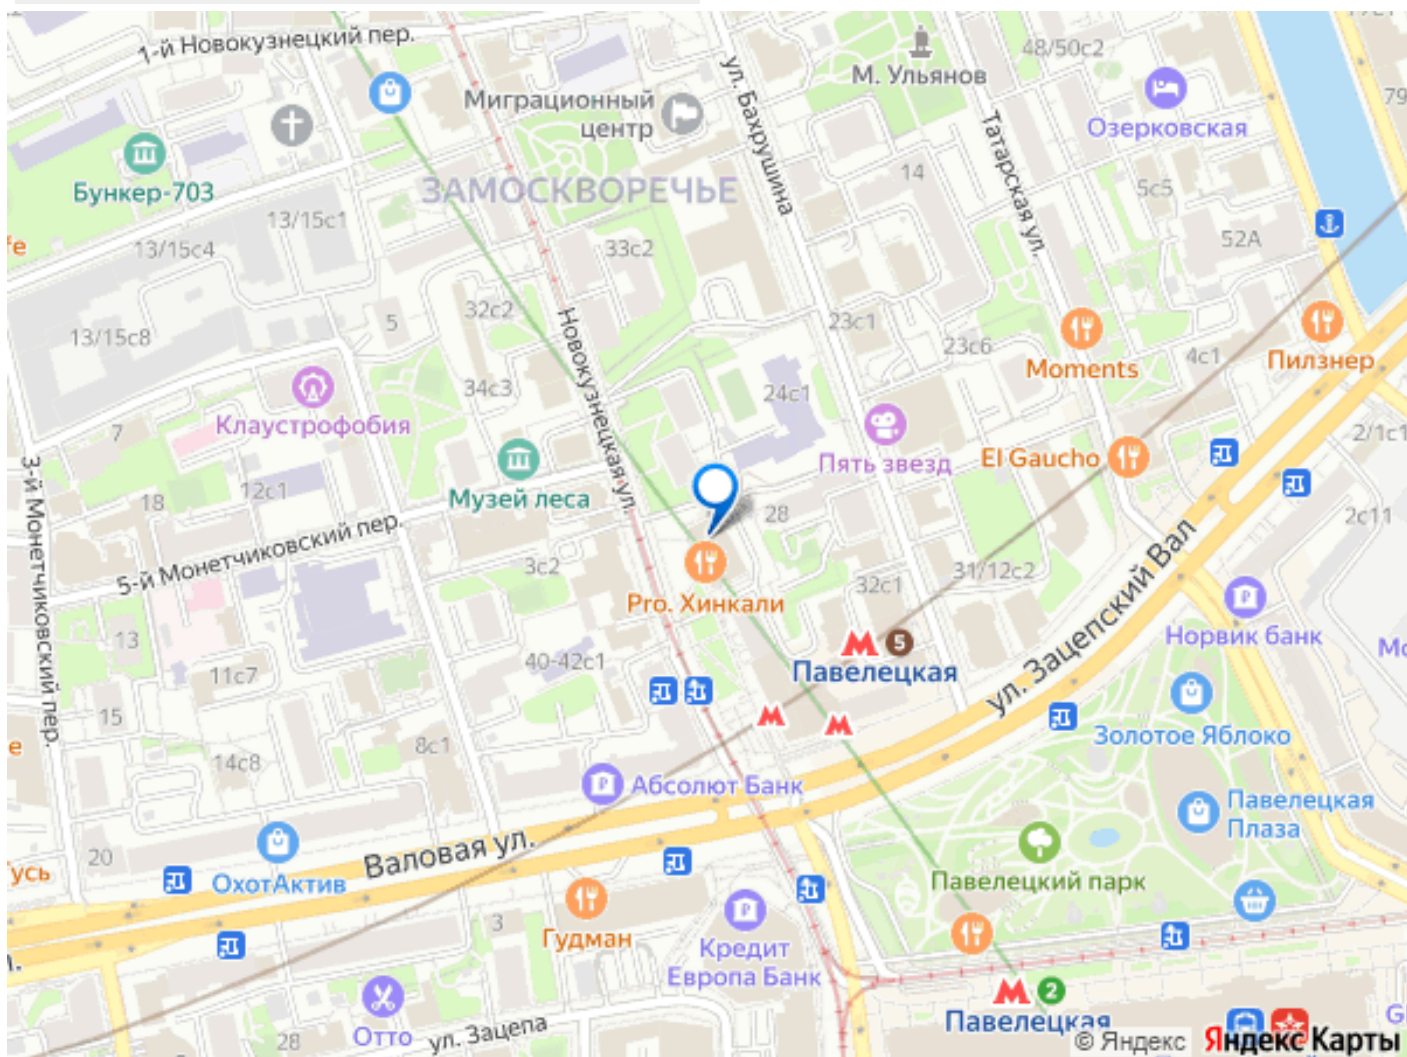 1-й Новокузнецкий пер.
48/50с2
М. Ульянов
79
Миграционный
центр
ул. Бахрушина
Озерковская
Татарская ул.
Бункер-703
ЗАМОСКВОРЕЧЬЕ
14
5с5
13/15с1
13/15с4
33с2
52А
fe
32с2
5
Новокузнецкая ул.
23с1
23с6
13/15с8
Moments
4с1
Пилзнер
34с3
24с1
Клаустрофобия
7
2/1с1
Пять звезд
El Gaucho
3-й Монетчиковский пер.
12с1
18
Музей леса
28
2с11
5-й Монетчиковский пер.
3с2
31/12с2
ул. Зацепский Вал
32с1
Pro. Хинкали
Норвик банк
13
5
Павелецкая
11с7
40-42с1
15
Золотое Яблоко
8с1
14с8
е
Абсолют Банк
Павелецкая
Плаза
Валовая ул.
20
ОхотАктив
усь
Павелецкий парк
3
Гудман
Кредит
Европа Банк
2
Павелецкая
28
Отто
ул. Зацепа
© Яндекс
Яндекс Карты